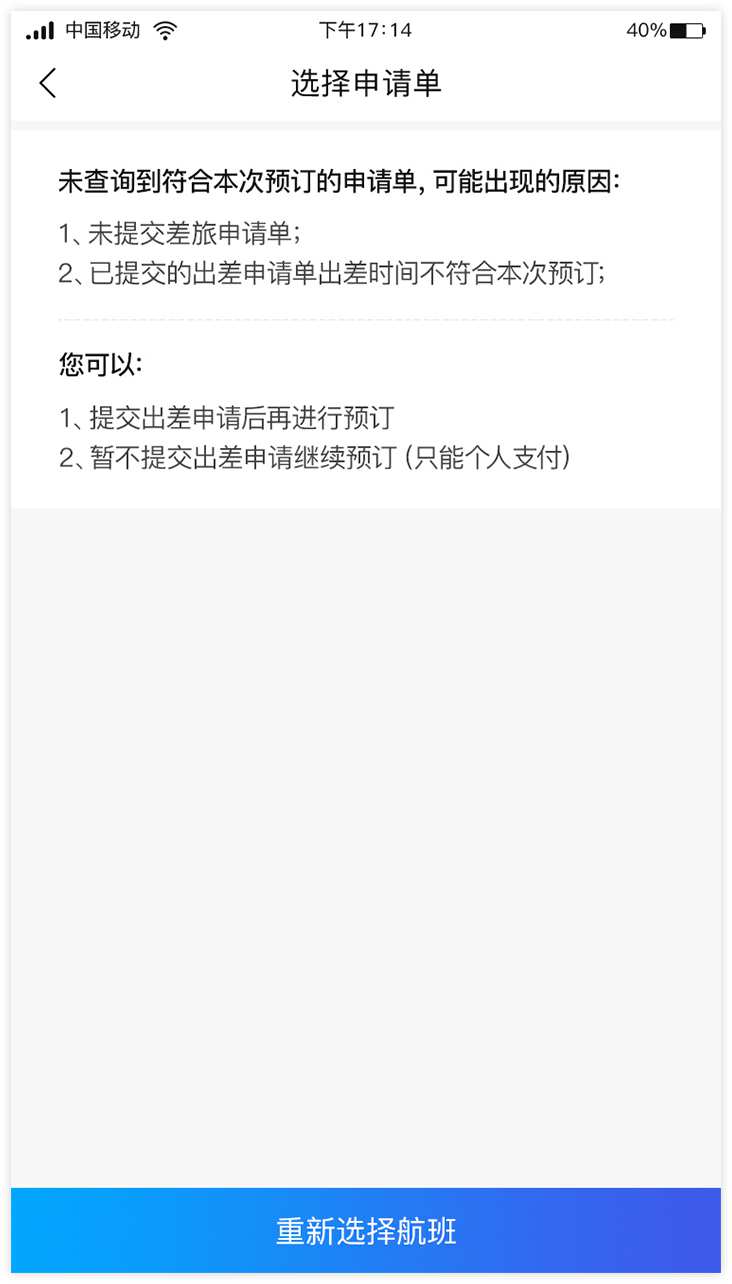 中国移动
下午17:14
40%
选择申请单
未查询到符合本次预订的申请单,可能出现的原因:
1、未提交差旅申请单;
2、已提交的出差申请单出差时间不符合本次预订;
您可以:
1、提交出差申请后再进行预订
2、暂不提交出差申请继续预订 (只能个人支付)
重新选择航班